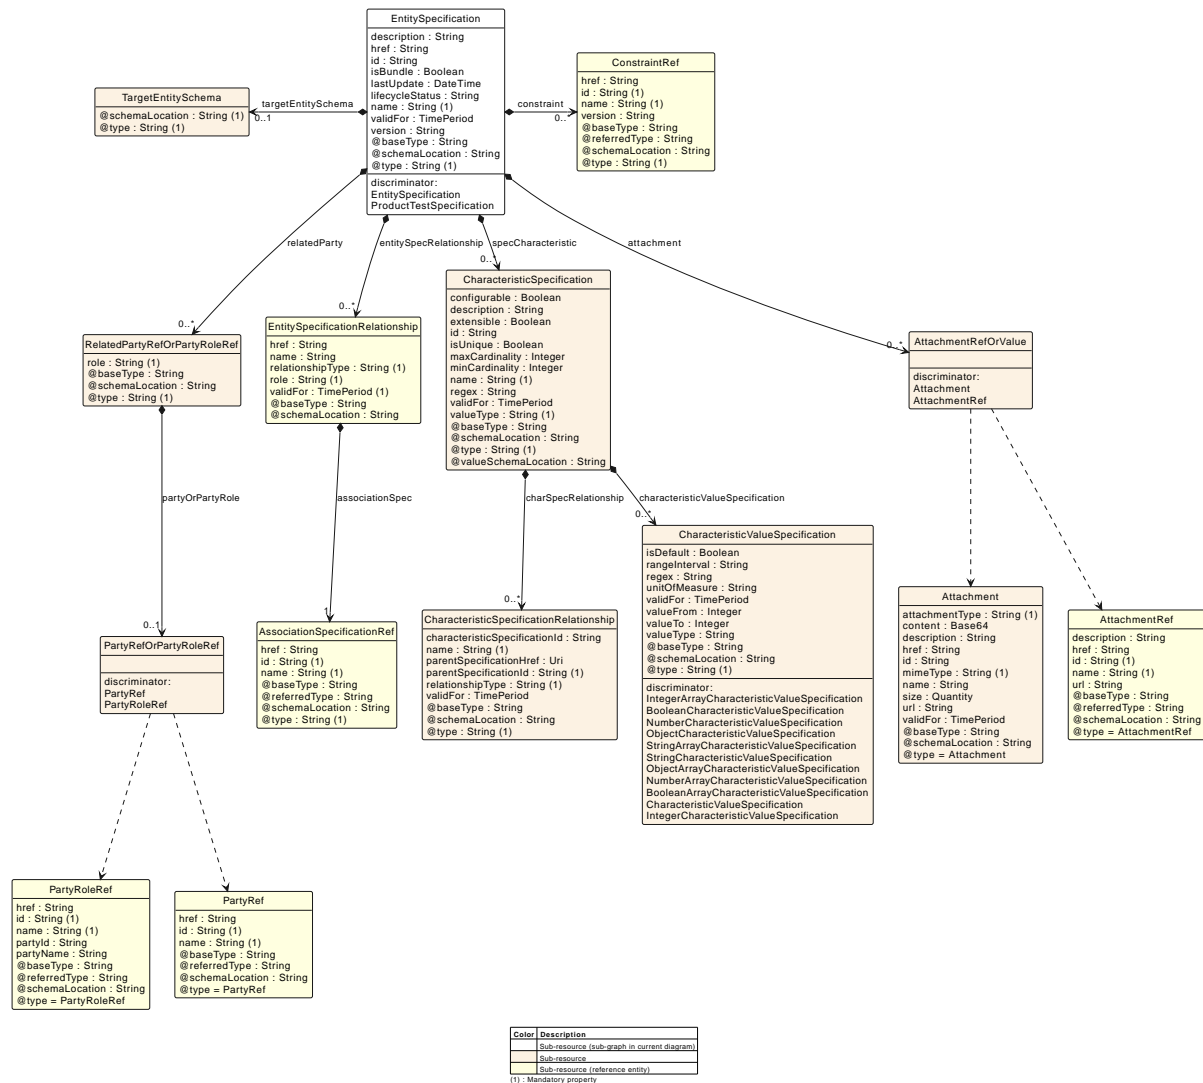 EntitySpecification
description : String
href : String
id : String
isBundle : Boolean
lastUpdate : DateTime
lifecycleStatus : String
name : String (1)
validFor : TimePeriod
version : String
@baseType : String
@schemaLocation : String
@type : String (1)
discriminator:
EntitySpecification
ProductTestSpecification
targetEntitySchema
0..1
TargetEntitySchema
@schemaLocation : String (1)
@type : String (1)
constraint
0..*
ConstraintRef
href : String
id : String (1)
name : String (1)
version : String
@baseType : String
@referredType : String
@schemaLocation : String
@type : String (1)
relatedParty
0..*
entitySpecRelationship
0..*
specCharacteristic
0..*
attachment
0..*
RelatedPartyRefOrPartyRoleRef
role : String (1)
@baseType : String
@schemaLocation : String
@type : String (1)
EntitySpecificationRelationship
href : String
name : String
relationshipType : String (1)
role : String (1)
validFor : TimePeriod (1)
@baseType : String
@schemaLocation : String
CharacteristicSpecification
configurable : Boolean
description : String
extensible : Boolean
id : String
isUnique : Boolean
maxCardinality : Integer
minCardinality : Integer
name : String (1)
regex : String
validFor : TimePeriod
valueType : String (1)
@baseType : String
@schemaLocation : String
@type : String (1)
@valueSchemaLocation : String
AttachmentRefOrValue
discriminator:
Attachment
AttachmentRef
partyOrPartyRole
0..1
associationSpec
1
charSpecRelationship
0..*
characteristicValueSpecification
0..*
PartyRefOrPartyRoleRef
discriminator:
PartyRef
PartyRoleRef
AssociationSpecificationRef
href : String
id : String (1)
name : String (1)
@baseType : String
@referredType : String
@schemaLocation : String
@type : String (1)
CharacteristicSpecificationRelationship
characteristicSpecificationId : String
name : String (1)
parentSpecificationHref : Uri
parentSpecificationId : String (1)
relationshipType : String (1)
validFor : TimePeriod
@baseType : String
@schemaLocation : String
@type : String (1)
CharacteristicValueSpecification
isDefault : Boolean
rangeInterval : String
regex : String
unitOfMeasure : String
validFor : TimePeriod
valueFrom : Integer
valueTo : Integer
valueType : String
@baseType : String
@schemaLocation : String
@type : String (1)
discriminator:
IntegerArrayCharacteristicValueSpecification
BooleanCharacteristicValueSpecification
NumberCharacteristicValueSpecification
ObjectCharacteristicValueSpecification
StringArrayCharacteristicValueSpecification
StringCharacteristicValueSpecification
ObjectArrayCharacteristicValueSpecification
NumberArrayCharacteristicValueSpecification
BooleanArrayCharacteristicValueSpecification
CharacteristicValueSpecification
IntegerCharacteristicValueSpecification
Attachment
attachmentType : String (1)
content : Base64
description : String
href : String
id : String
mimeType : String (1)
name : String
size : Quantity
url : String
validFor : TimePeriod
@baseType : String
@schemaLocation : String
@type = Attachment
AttachmentRef
description : String
href : String
id : String (1)
name : String (1)
url : String
@baseType : String
@referredType : String
@schemaLocation : String
@type = AttachmentRef
PartyRoleRef
href : String
id : String (1)
name : String (1)
partyId : String
partyName : String
@baseType : String
@referredType : String
@schemaLocation : String
@type = PartyRoleRef
PartyRef
href : String
id : String (1)
name : String (1)
@baseType : String
@referredType : String
@schemaLocation : String
@type = PartyRef
Color Description
Sub-resource (sub-graph in current diagram)
Sub-resource
Sub-resource (reference entity)
(1) : Mandatory property